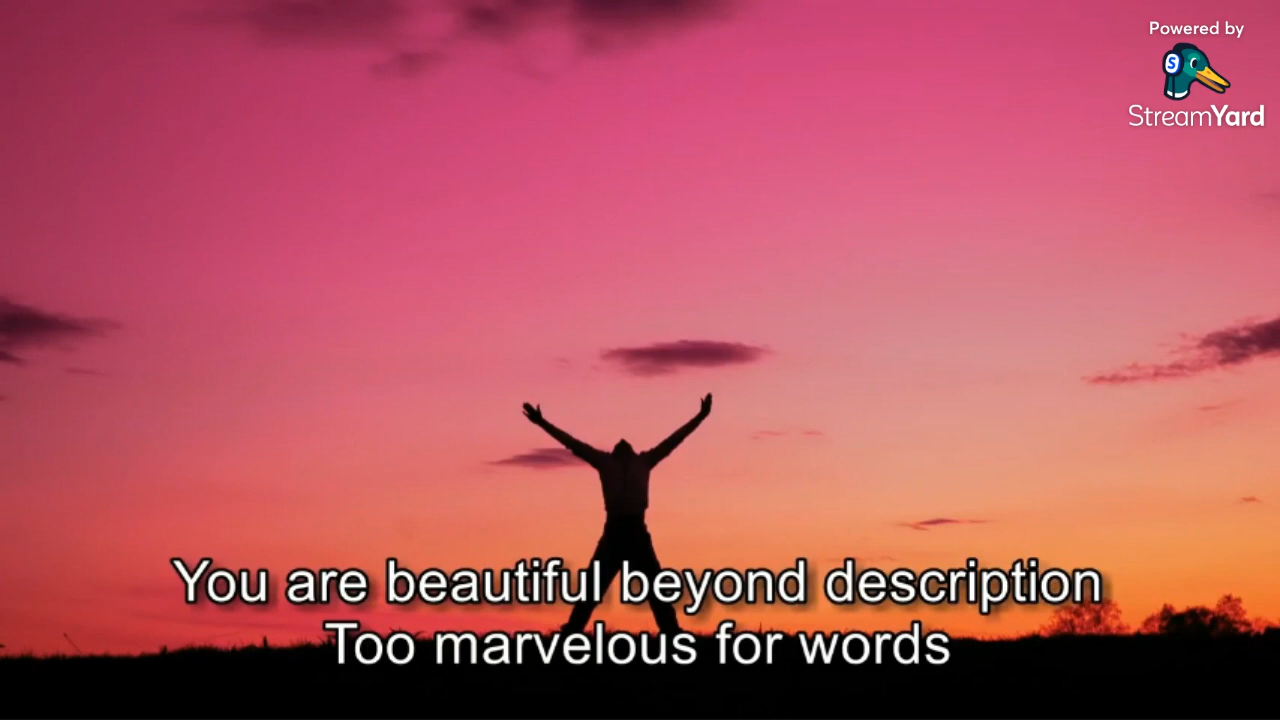 Powered by
S
StreamYard
You are beautiful beyond description
Too marvelous for words